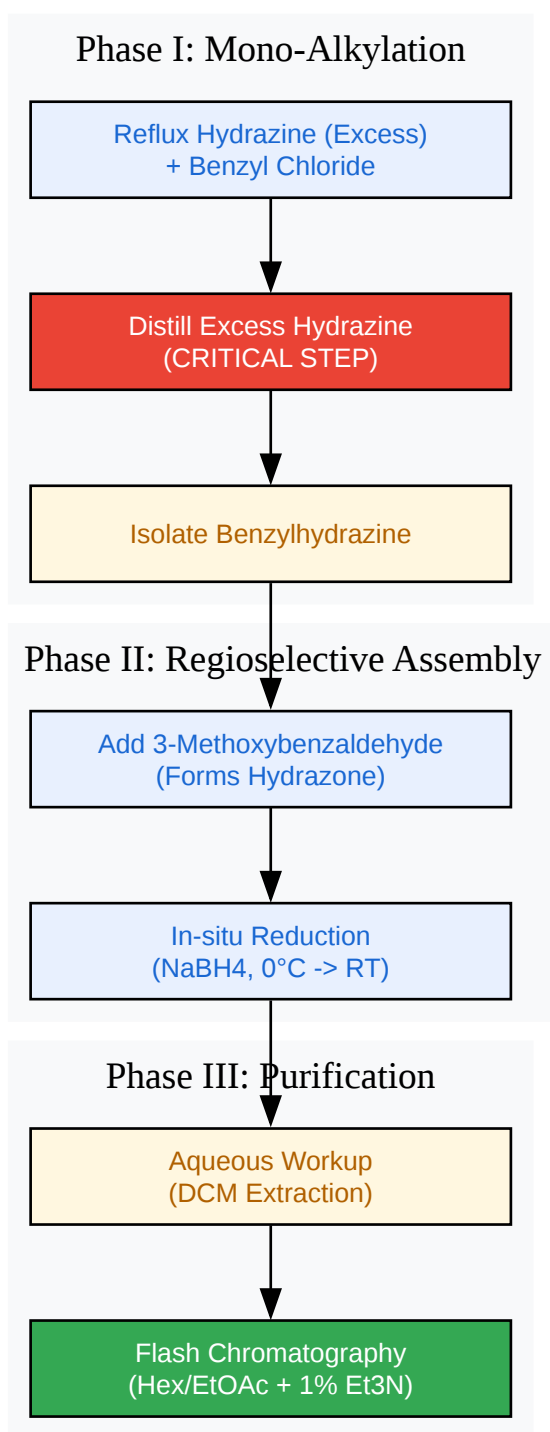 Phase I: Mono-Alkylation
Reflux Hydrazine (Excess)
+ Benzyl Chloride
Distill Excess Hydrazine
(CRITICAL STEP)
Isolate Benzylhydrazine
Phase II: Regioselective Assembly
Add 3-Methoxybenzaldehyde
(Forms Hydrazone)
In-situ Reduction
(NaBH4, 0°C -> RT)
Phase III: Purification
Aqueous Workup
(DCM Extraction)
Flash Chromatography
(Hex/EtOAc + 1% Et3N)